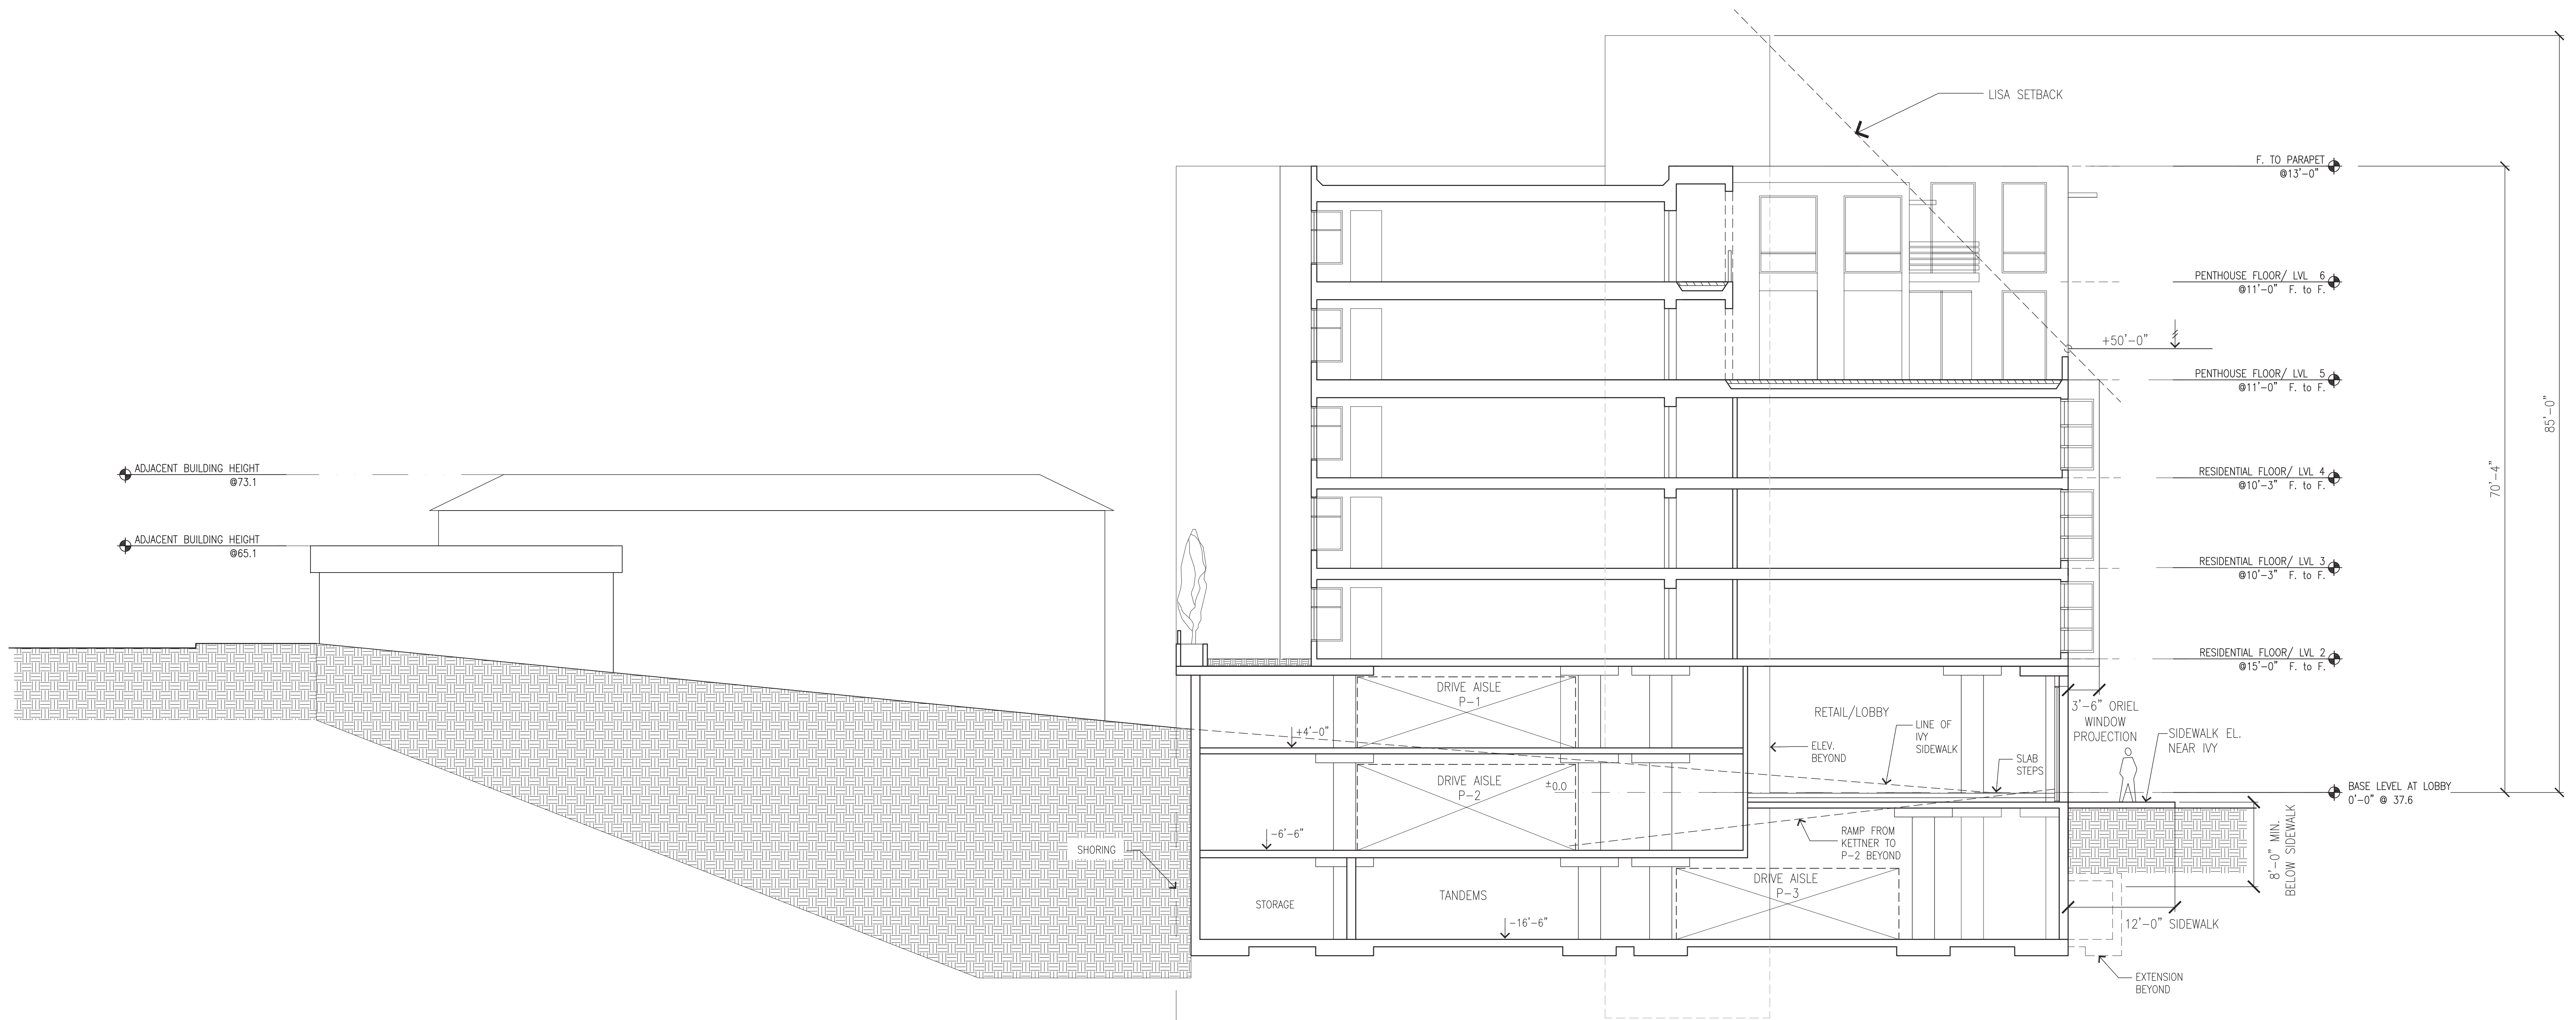 LISA SETBACK
F. TO PARAPET
@13'-0"
PENTHOUSE FLOOR/ LVL 6
@11'-0" F. to F.
+50'-0"
PENTHOUSE FLOOR/ LVL 5
@11'-0" F. to F.
85'-0"
70'-4"
ADJACENT BUILDING HEIGHT
@73.1
RESIDENTIAL FLOOR/ LVL 4
@10'-3" F. to F.
ADJACENT BUILDING HEIGHT
@65.1
RESIDENTIAL FLOOR/ LVL 3
@10'-3" F. to F.
RESIDENTIAL FLOOR/ LVL 2
@15'-0" F. to F.
DRIVE AISLE
P-1
RETAIL/LOBBY
3'-6" ORIEL
WINDOW
PROJECTION
+4'-0"
LINE OF
IVY
SIDEWALK
SIDEWALK EL.
NEAR IVY
ELEV.
BEYOND
SLAB
STEPS
DRIVE AISLE
P-2
±0.0
BASE LEVEL AT LOBBY
0'-0" @ 37.6
-6'-6"
RAMP FROM
KETTNER TO
P-2 BEYOND
SHORING
8'-0" MIN.
BELOW SIDEWALK
DRIVE AISLE
P-3
STORAGE
TANDEMS
-16'-6"
12'-0" SIDEWALK
EXTENSION
BEYOND